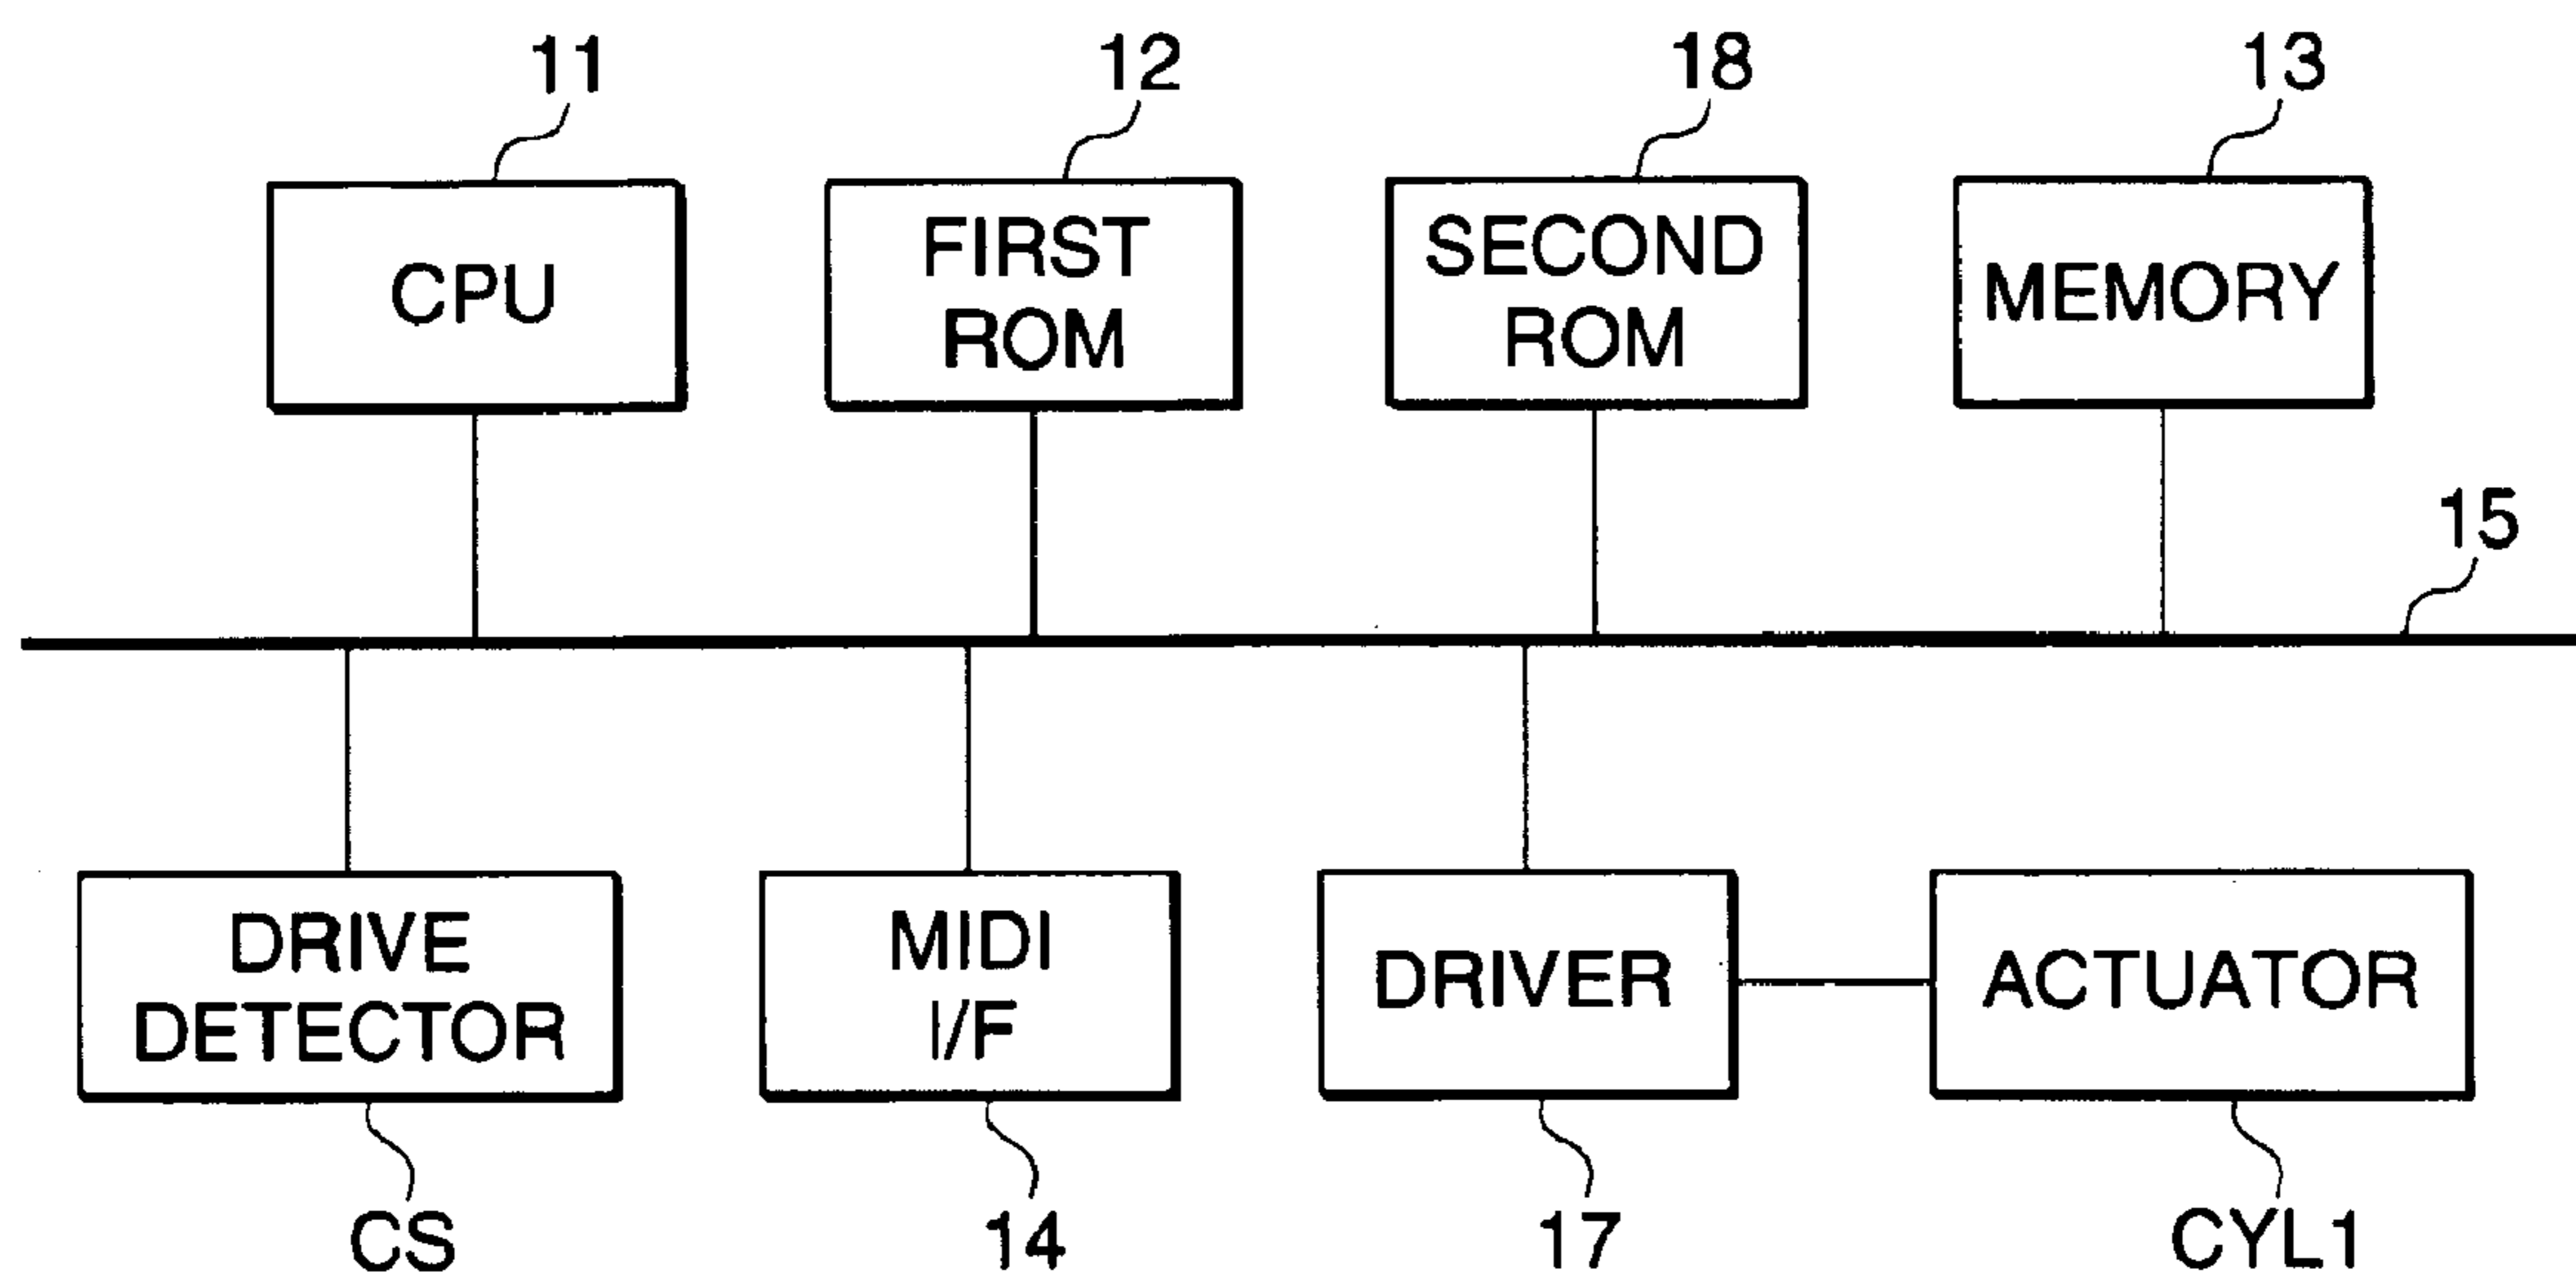 11
12
18
13
CPU
FIRST
ROM
SECOND
ROM
MEMORY
15
DRIVE
DETECTOR
MIDI
I/F
DRIVER
ACTUATOR
CS
14
17
CYL1